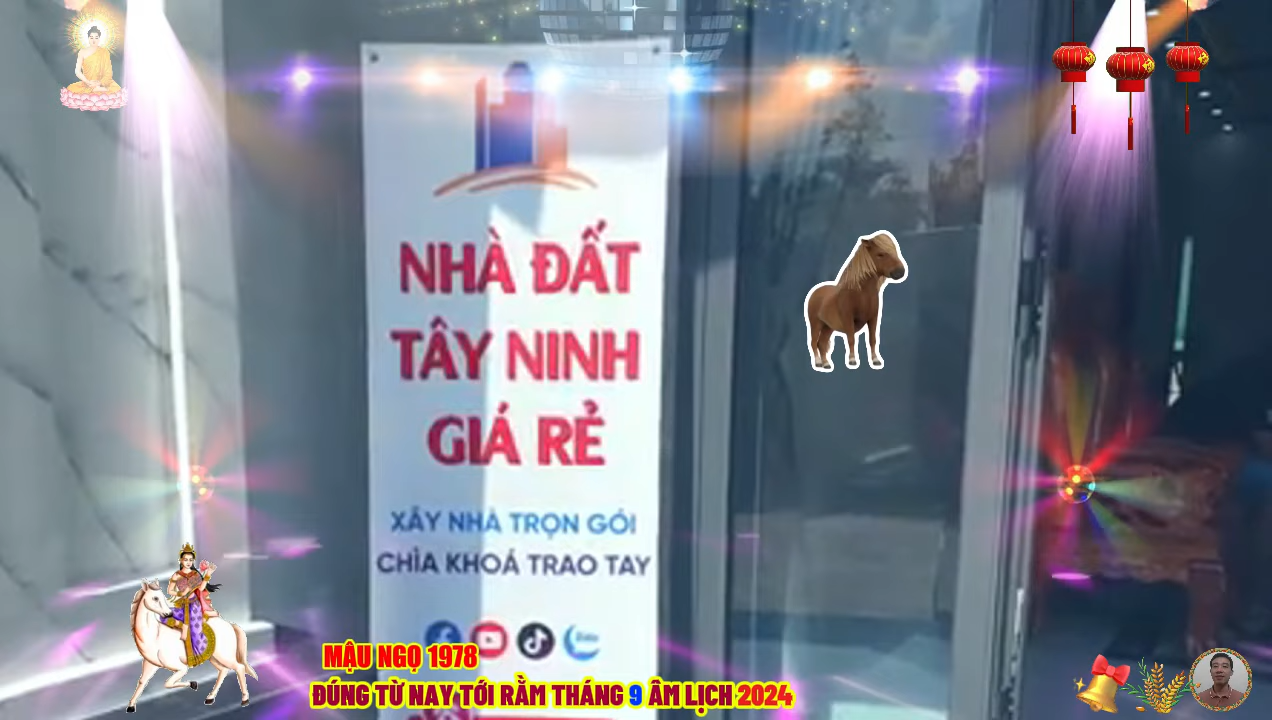 NHÀ ĐẤT
TÂY NINH
GIÁ RẺ
XÂY NHÀ TRỌN GÓI
CHÌA KHOÁ TRAO TAY
Zalo
MẬU NGỌ 1978
ĐÚNG TỪ NAY TỚI RẰM THÁNG 9 ÂM LỊCH 2024